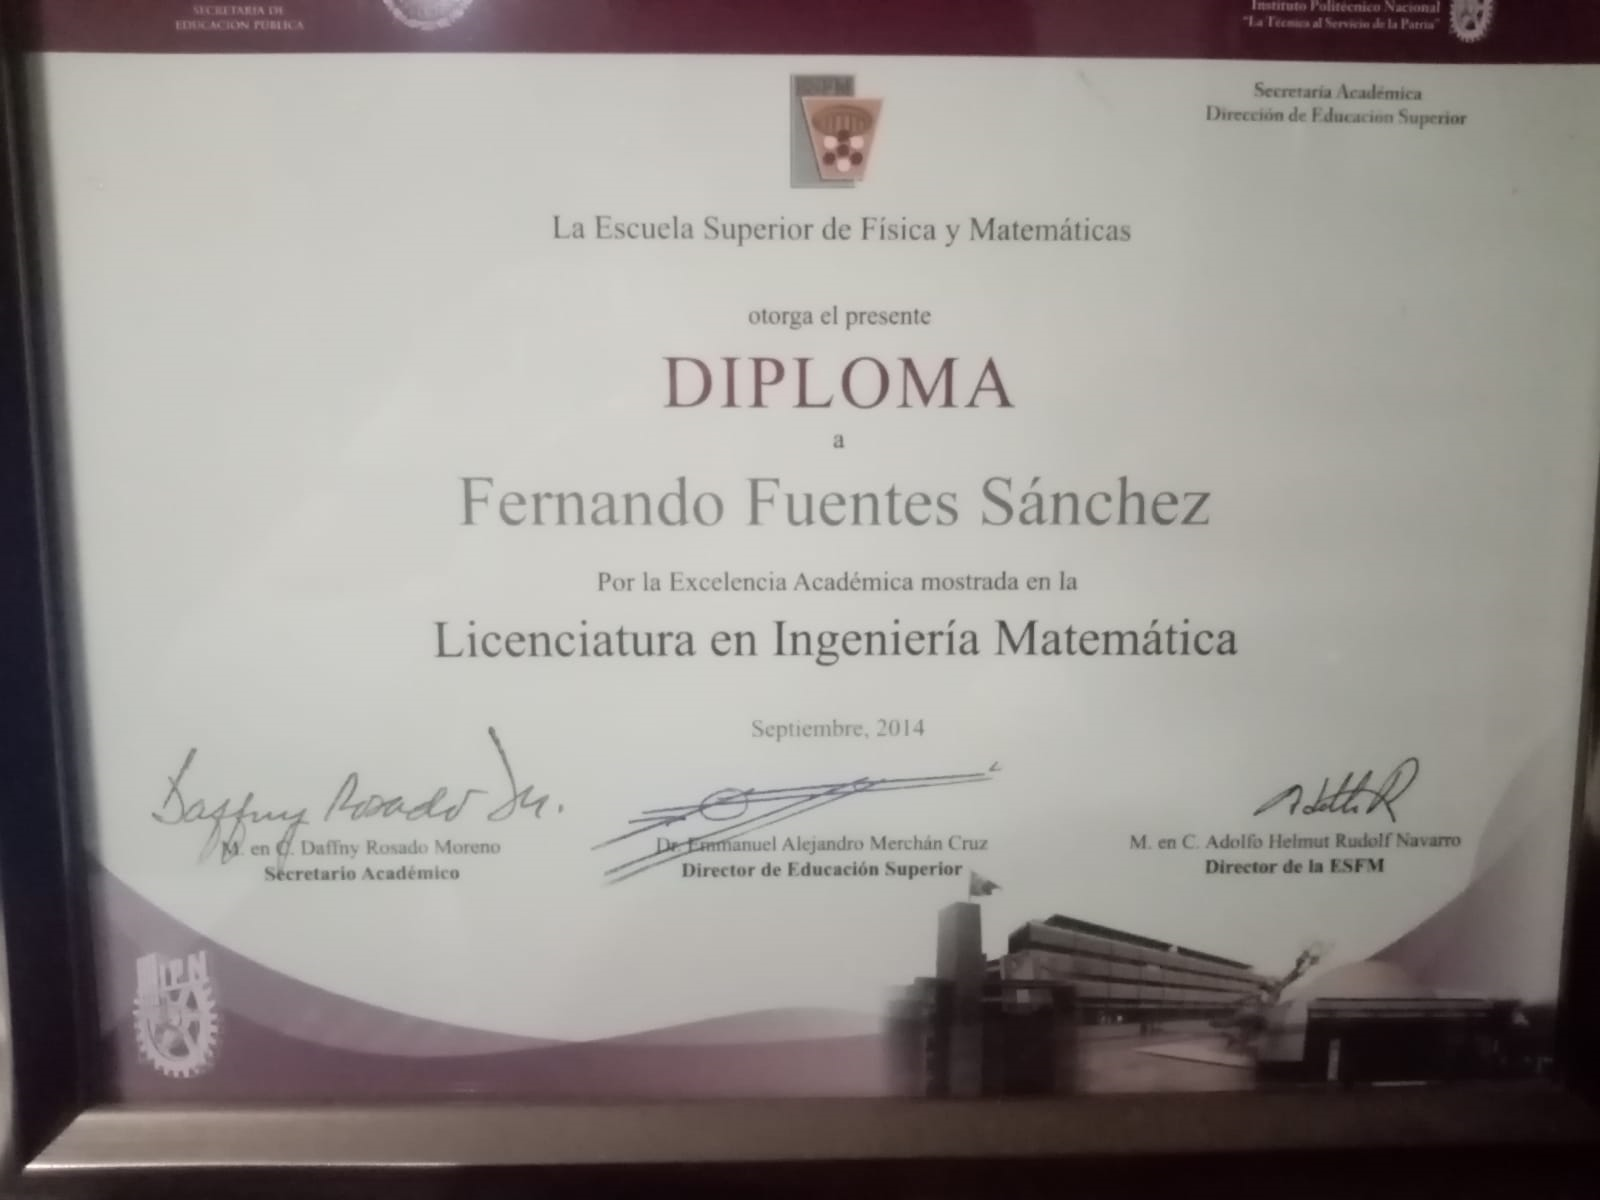 SECRETARÍA DE
EDUCACIÓN PÚBLICA
Instituto Politécnico Nacional
"La Técnica al Servicio de la Patria"
ESFM
Secretaría Académica
Dirección de Educación Superior
La Escuela Superior de Física y Matemáticas
otorga el presente
DIPLOMA
a
Fernando Fuentes Sánchez
Por la Excelencia Académica mostrada en la
Licenciatura en Ingeniería Matemática
Septiembre, 2014
Daffny Rosado M.
M. en C. Daffny Rosado Moreno
Secretario Académico
Dr. Emmanuel Alejandro Merchán Cruz
Director de Educación Superior
M. en C. Adolfo Helmut Rudolf Navarro
Director de la ESFM
IPN